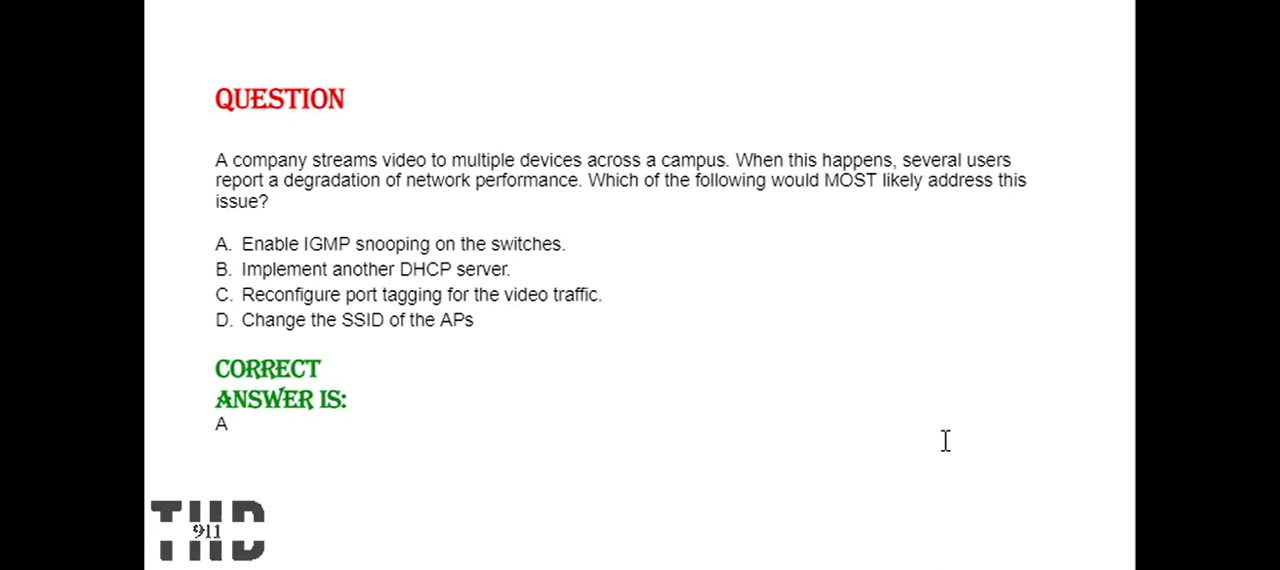 QUESTION
A company streams video to multiple devices across a campus. When this happens, several users
report a degradation of network performance. Which of the following would MOST likely address this
issue?
A. Enable IGMP snooping on the switches.
B. Implement another DHCP server.
C. Reconfigure port tagging for the video traffic.
D. Change the SSID of the APs
CORRECT
ANSWER IS:
A
THD
911